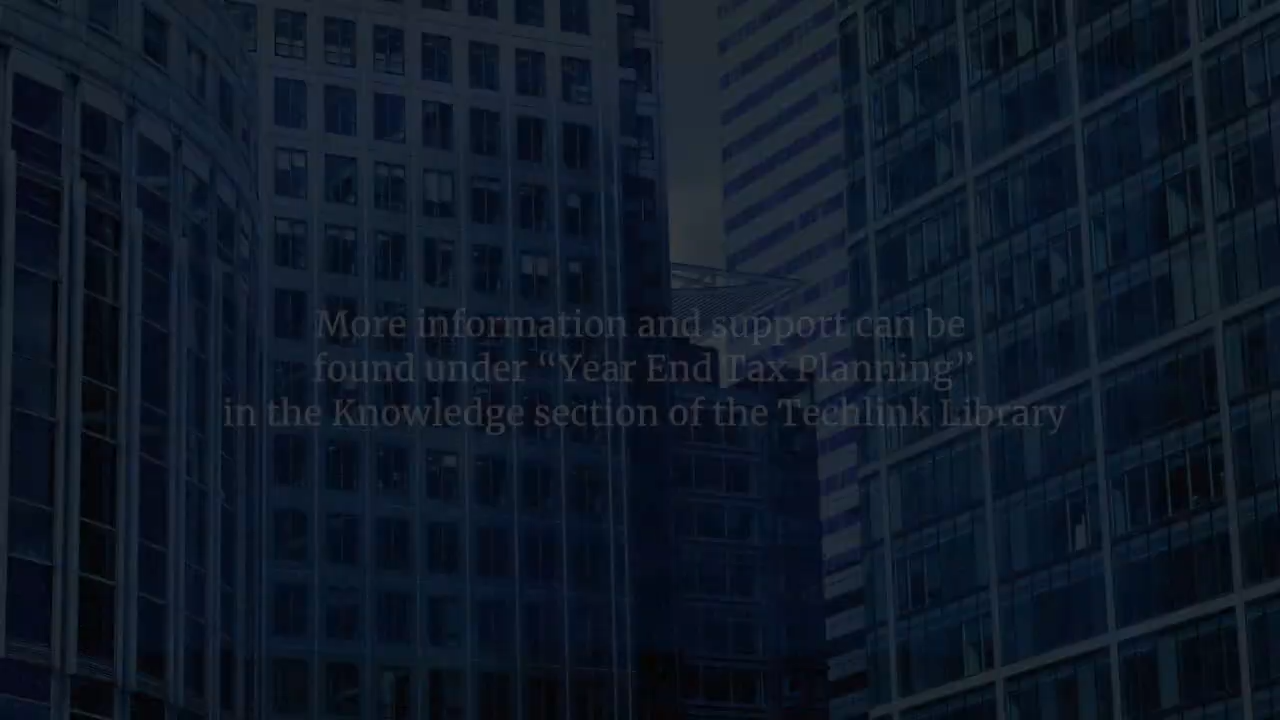 More information and support can be
found under “Year End Tax Planning”
in the Knowledge section of the Techlink Library